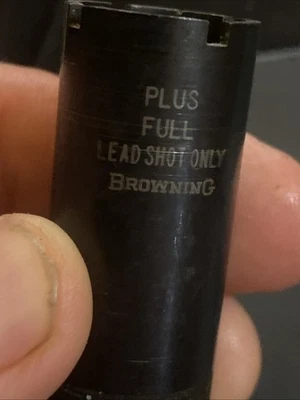 PLUS
FULL
LEAD SHOT ONLY
BROWNING